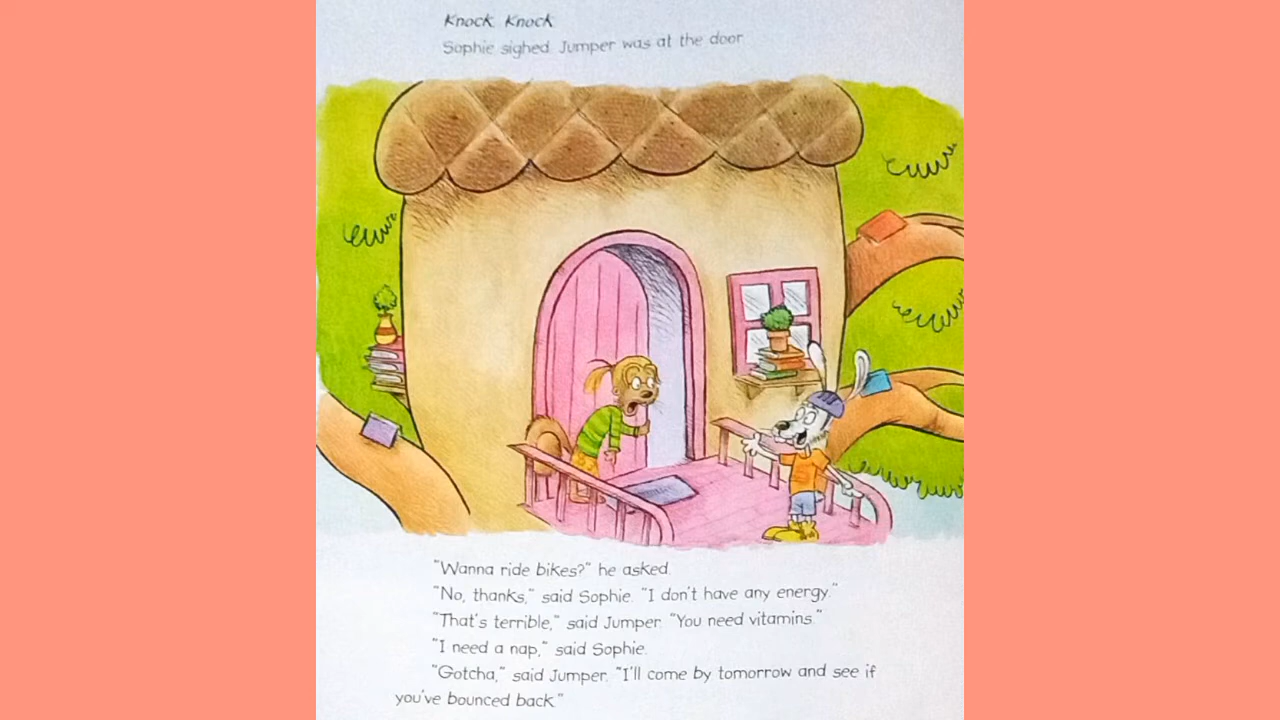 Knock. Knock.
Sophie sighed. Jumper was at the door.
"Wanna ride bikes?" he asked.
"No, thanks," said Sophie. "I don't have any energy."
"That's terrible," said Jumper. "You need vitamins."
"I need a nap," said Sophie.
"Gotcha," said Jumper. "I'll come by tomorrow and see if
you've bounced back."